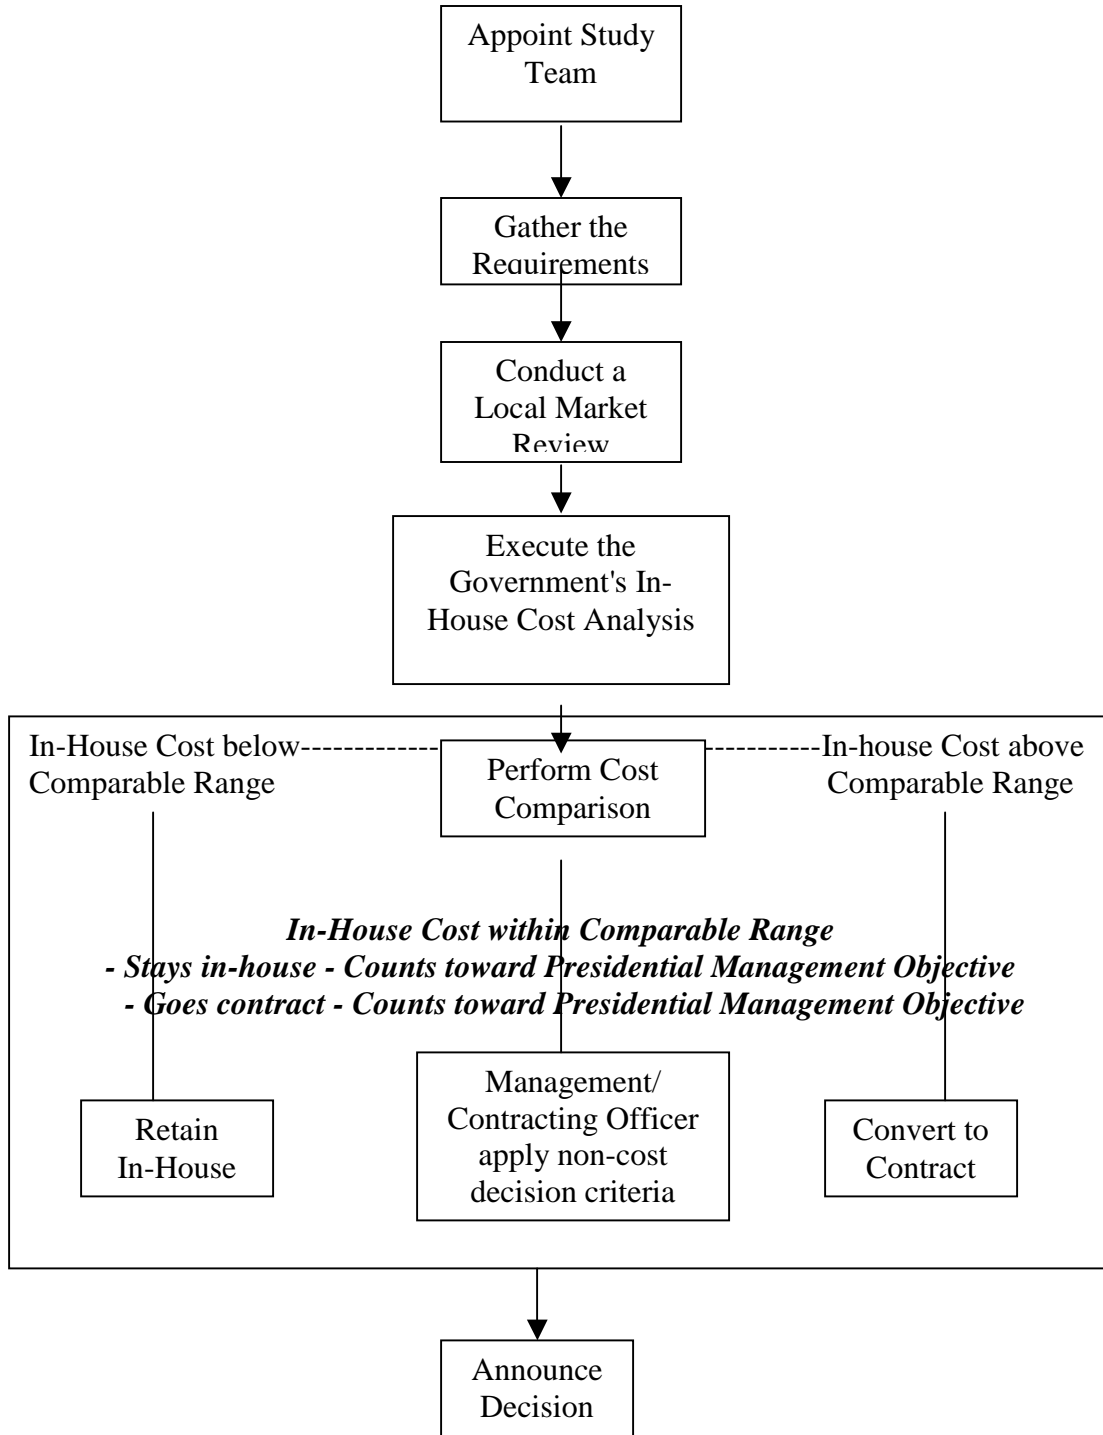 Appoint Study
Team
Gather the
Requirements
Conduct a
Local Market
Review
Execute the
Government's In-
House Cost Analysis
In-House Cost below------------
Comparable Range
Perform Cost
Comparison
----------In-house Cost above
Comparable Range
In-House Cost within Comparable Range
- Stays in-house - Counts toward Presidential Management Objective
- Goes contract - Counts toward Presidential Management Objective
Retain
In-House
Management/
Contracting Officer
apply non-cost
decision criteria
Convert to
Contract
Announce
Decision